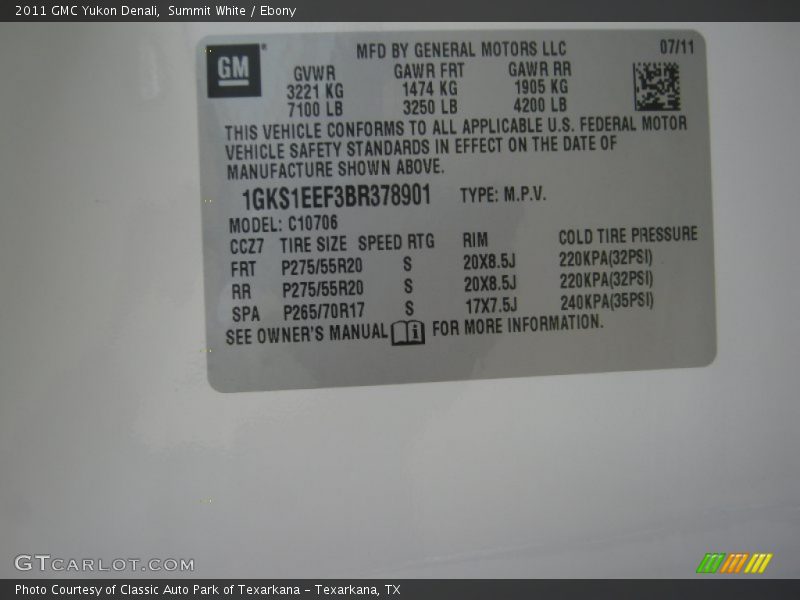 2011 GMC Yukon Denali, Summit White / Ebony
GM
MFD BY GENERAL MOTORS LLC 07/11
GVWR GAWR FRT GAWR RR
3221 KG 1474 KG 1905 KG
7100 LB 3250 LB 4200 LB
THIS VEHICLE CONFORMS TO ALL APPLICABLE U.S. FEDERAL MOTOR
VEHICLE SAFETY STANDARDS IN EFFECT ON THE DATE OF
MANUFACTURE SHOWN ABOVE.
1GKS1EEF3BR378901 TYPE: M.P.V.
MODEL: C10706
CCZ7 TIRE SIZE SPEED RTG RIM COLD TIRE PRESSURE
FRT P275/55R20 S 20X8.5J 220KPA(32PSI)
RR P275/55R20 S 20X8.5J 220KPA(32PSI)
SPA P265/70R17 S 17X7.5J 240KPA(35PSI)
SEE OWNER'S MANUAL i FOR MORE INFORMATION.
GTCARLOT.COM
Photo Courtesy of Classic Auto Park of Texarkana - Texarkana, TX